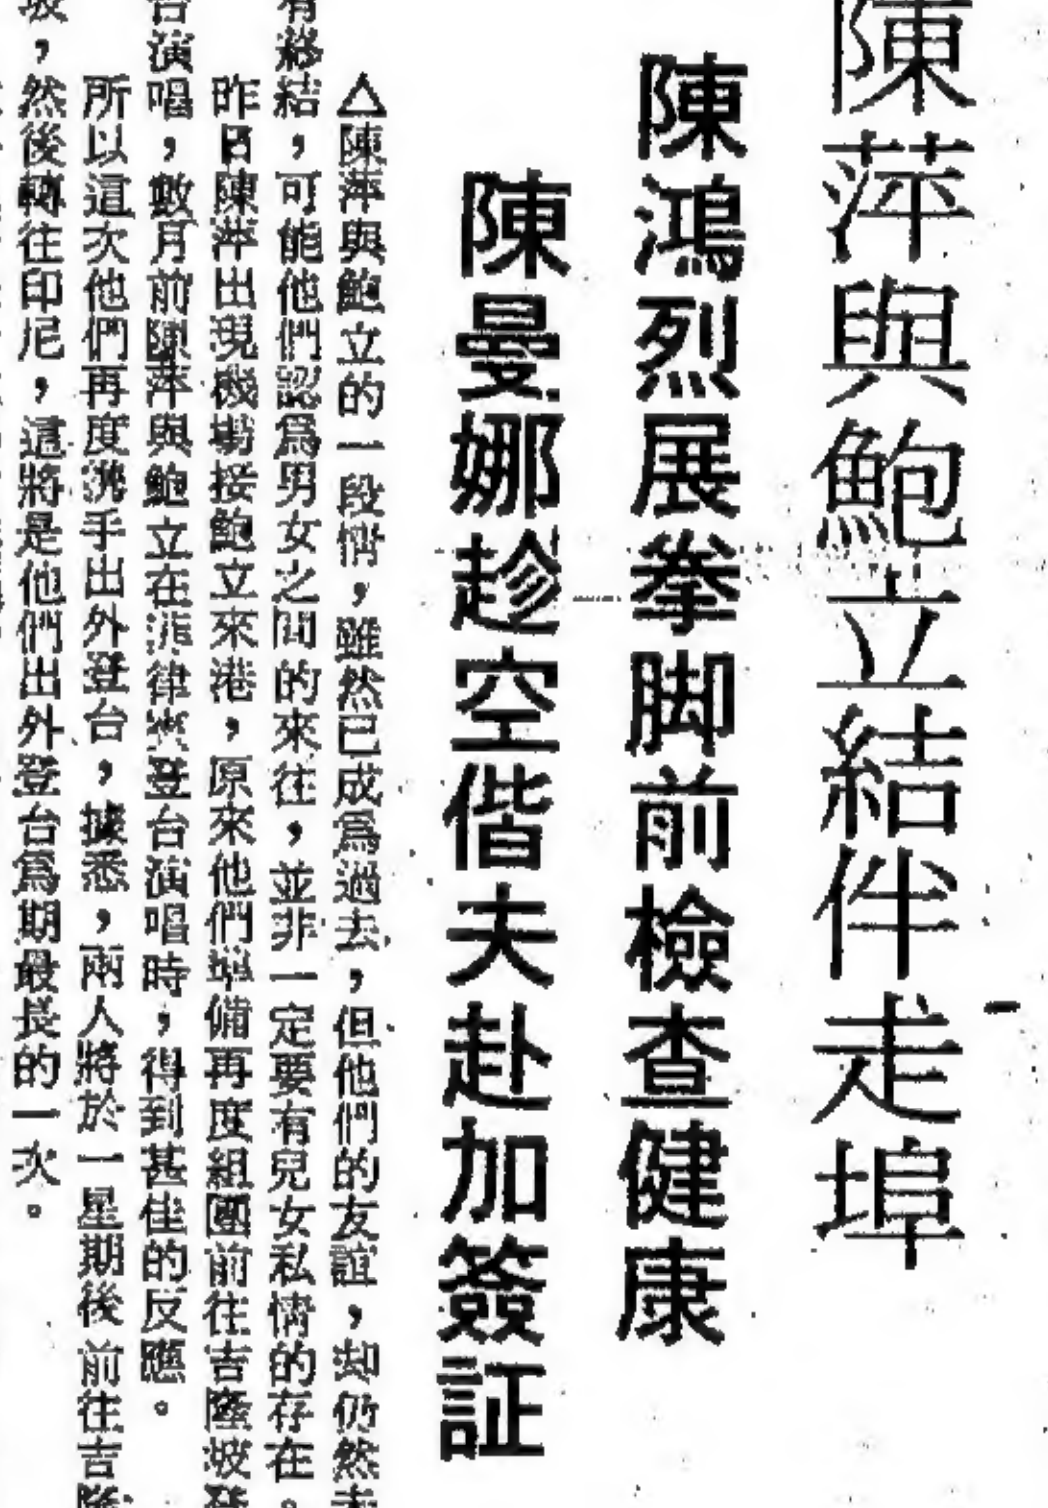 陳萍與鮑立結伴走埠
陳鴻烈展拳脚前檢查健康
陳曼娜趁空偕夫赴加簽証
△陳萍與鮑立的一段情，雖然已成爲過去，但他們的友誼，却仍然未
有終結，可能他們認爲男女之間的來往，並非一定要有兒女私情的存在。
昨日陳萍出現機場接鮑立來港，原來他們準備再度組團前往吉隆坡登
台演唱，數月前陳萍與鮑立在菲律賓登台演唱時，得到甚佳的反應。
所以這次他們再度携手出外登台，據悉，兩人將於一星期後前往吉隆
坡，然後轉往印尼，這將是他們出外登台爲期最長的一次。